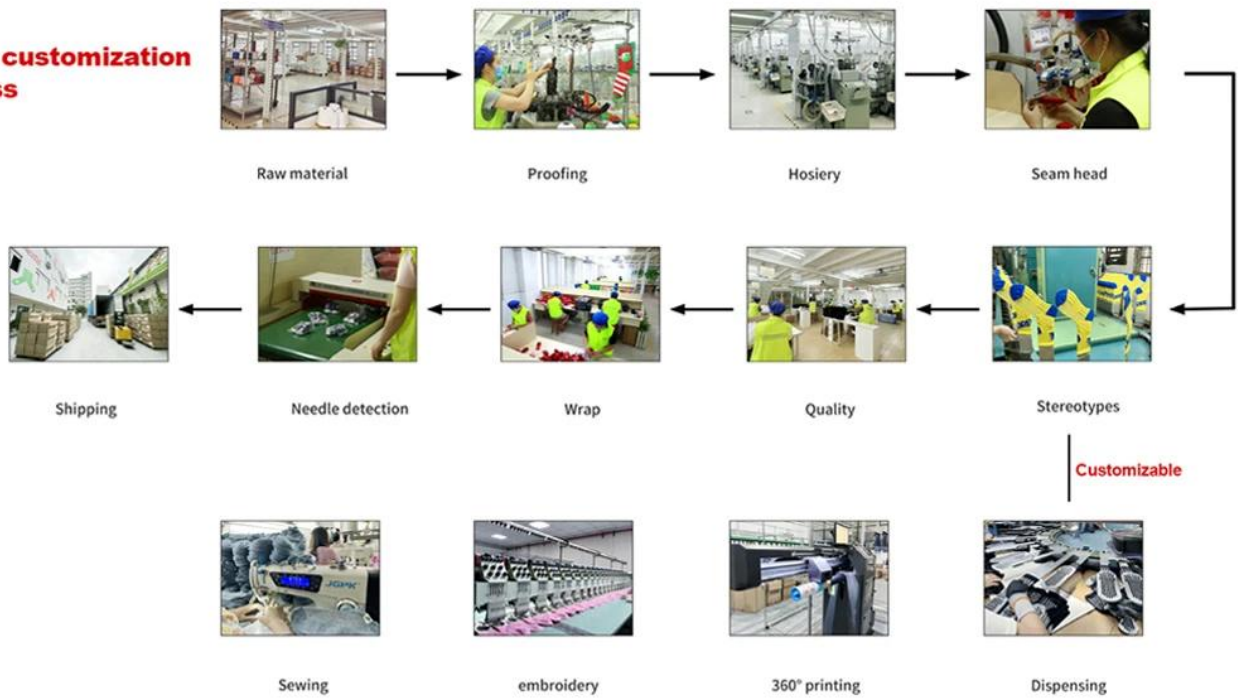 customization
Raw material
Proofing
Hosiery
Seam head
Shipping
Needle detection
Wrap
Quality
Stereotypes
Customizable
JGPK
Sewing
embroidery
360° printing
Dispensing